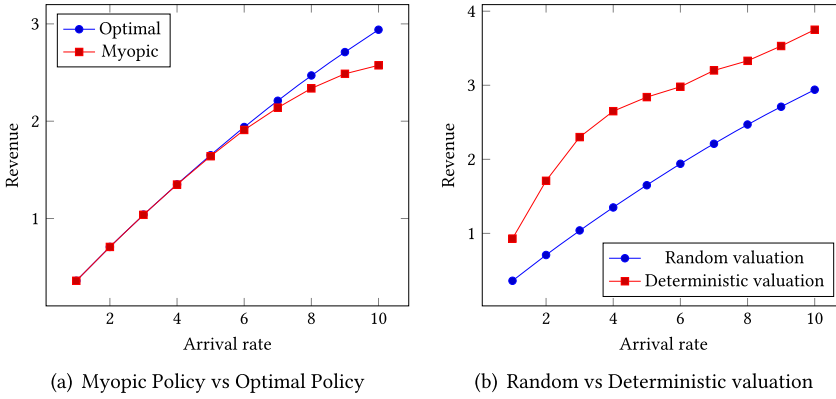 3
2
1
Revenue
Optimal
Myopic
2
4
6
8
10
Arrival rate
(a) Myopic Policy vs Optimal Policy
4
3
2
1
Revenue
Random valuation
Deterministic valuation
2
4
6
8
10
Arrival rate
(b) Random vs Deterministic valuation